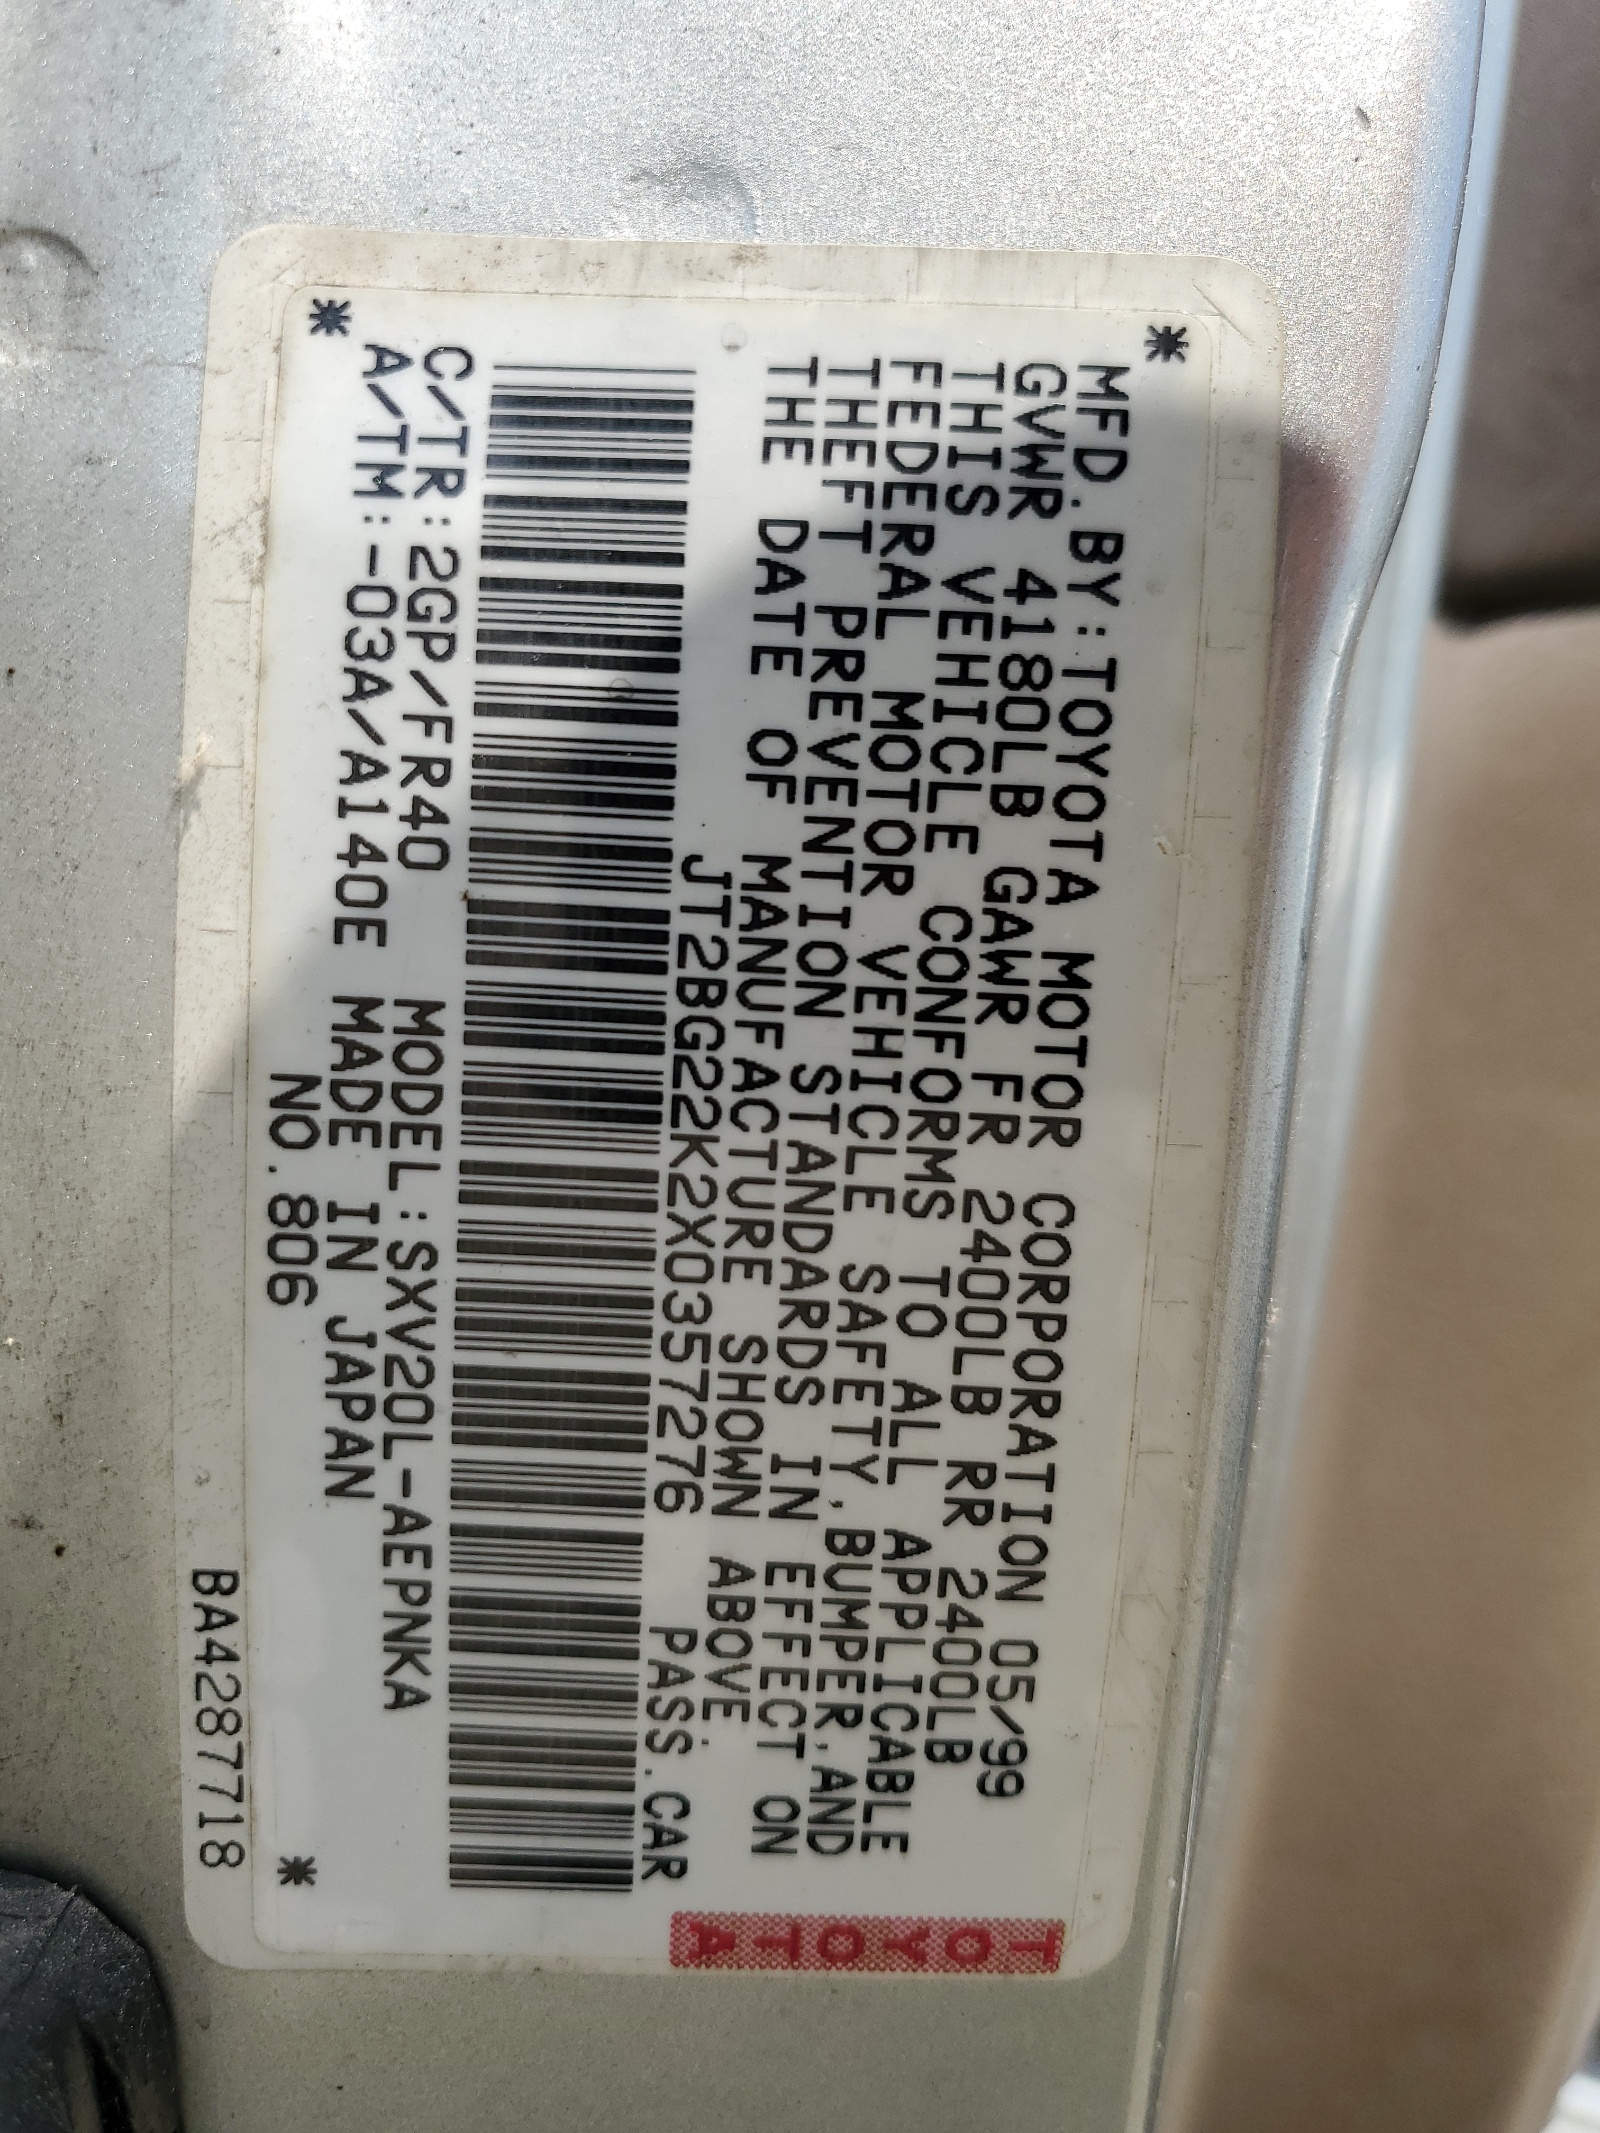 MFD.BY:TOYOTA MOTOR CORPORATION 05/99
GVWR 4180LB GAWR FR 2400LB RR 2400LB
THIS VEHICLE CONFORMS TO ALL APPLICABLE
FEDERAL MOTOR VEHICLE SAFETY,BUMPER,AND
THEFT PREVENTION STANDARDS IN EFFECT ON
THE DATE OF MANUFACTURE SHOWN ABOVE.
JT2BG22K2X0357276 PASS.CAR
C/TR:2GP/FR40 MODEL:SXV20L-AEPNKA
A/TM:-03A/A140E MADE IN JAPAN
NO.806
BA4287718
TOYOTA